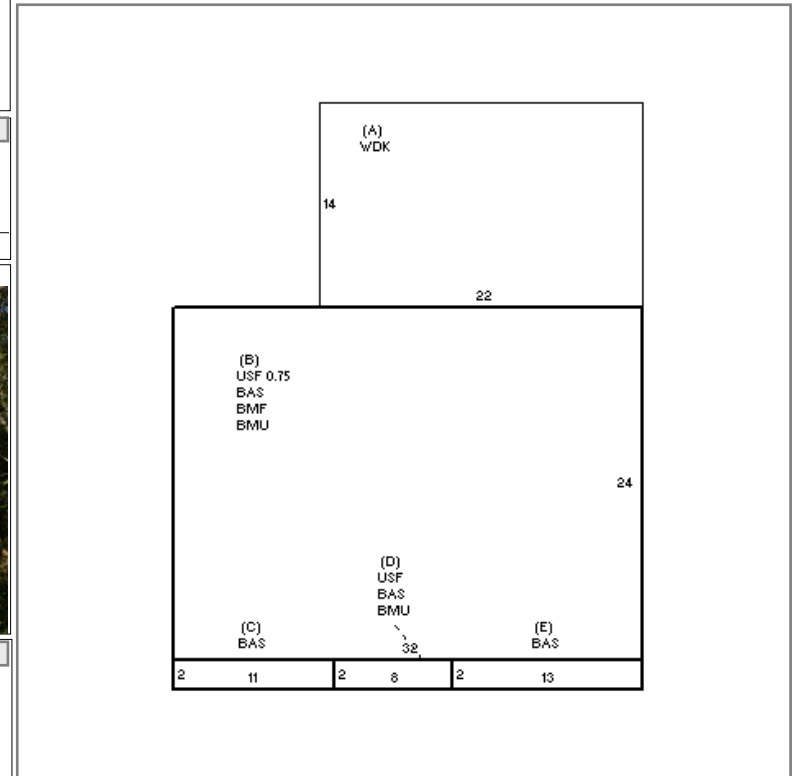 (A)
WDK
14
22
(B)
USF 0.75
BAS
BMF
BMU
24
(D)
USF
BAS
BMU
(C)
BAS
(E)
BAS
32
2 11 2 8 2 13